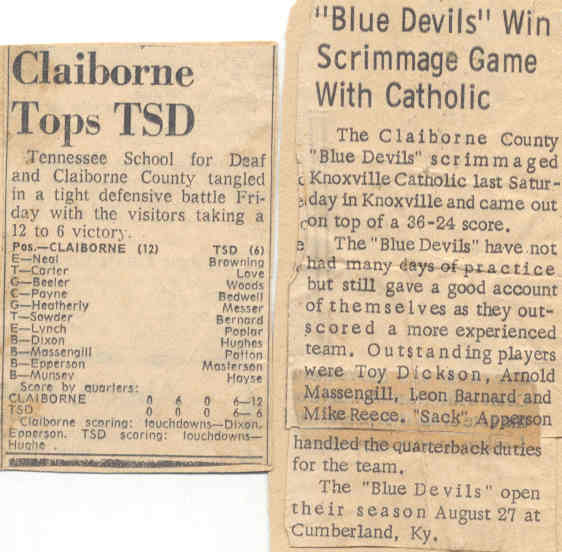 Claiborne
Tops TSD
Tennessee School for Deaf
and Claiborne County tangled
in a tight defensive battle Fri-
day with the visitors taking a
12 to 6 victory.
Pos.—CLAIBORNE (12) TSD (6)
E—Neal Browning
T—Carter Love
G—Beeler Woods
C—Payne Bedwell
G—Heatherly Messer
T—Sowder Bernard
E—Lynch Poplar
B—Dixon Hughes
B—Massengill Patton
B—Epperson Masterson
B—Munsey Hayse
Score by quarters:
CLAIBORNE 0 6 0 6—12
TSD 0 0 0 6— 6
Claiborne scoring: touchdowns—Dixon,
Epperson. TSD scoring: touchdowns—
Hughe .
"Blue Devils" Win
Scrimmage Game
With Catholic
The Claiborne County
"Blue Devils" scrimmaged
Knoxville Catholic last Satur-
day in Knoxville and came out
on top of a 36-24 score.
The "Blue Devils" have not
had many days of practice
but still gave a good account
of themselves as they out-
scored a more experienced
team. Outstanding players
were Toy Dickson, Arnold
Massengill, Leon Barnard and
Mike Reece. "Sack" Apperson
handled the quarterback duties
for the team.
The "Blue Devils" open
their season August 27 at
Cumberland, Ky.